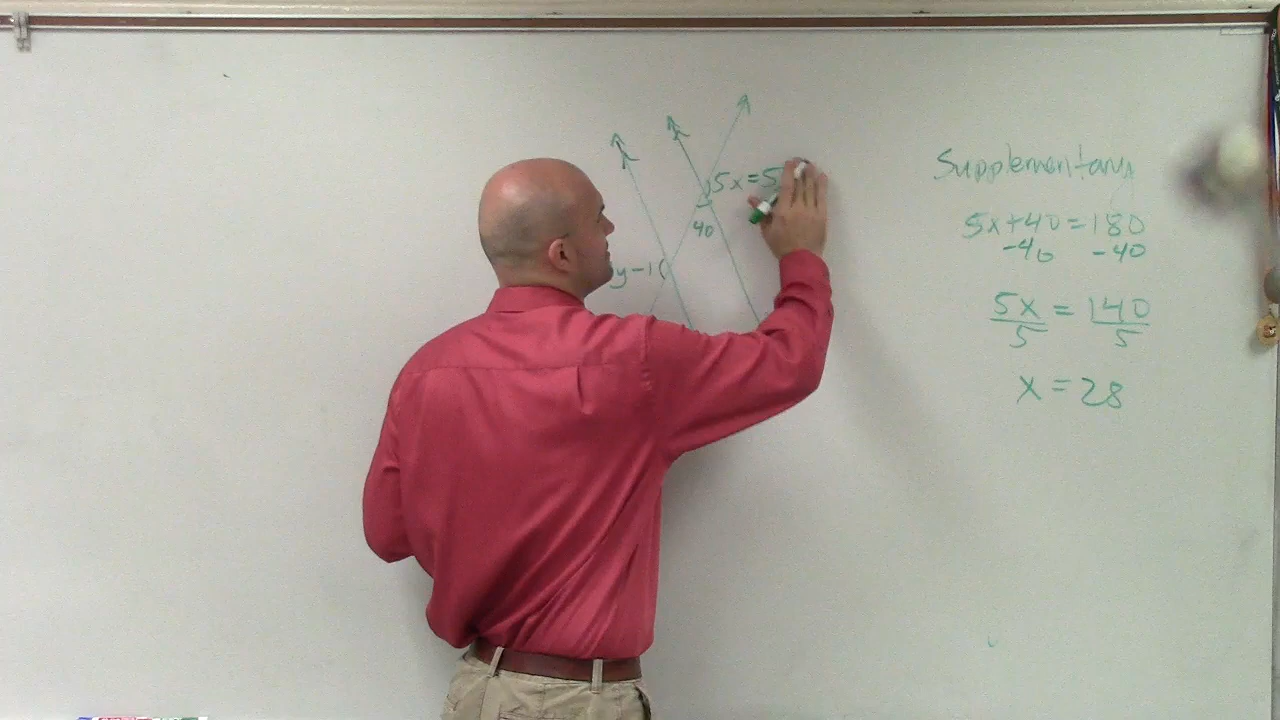 5x=5
40
y-1
Supplementary
5x+40=180
-40 -40
5x = 140
5 5
x = 28